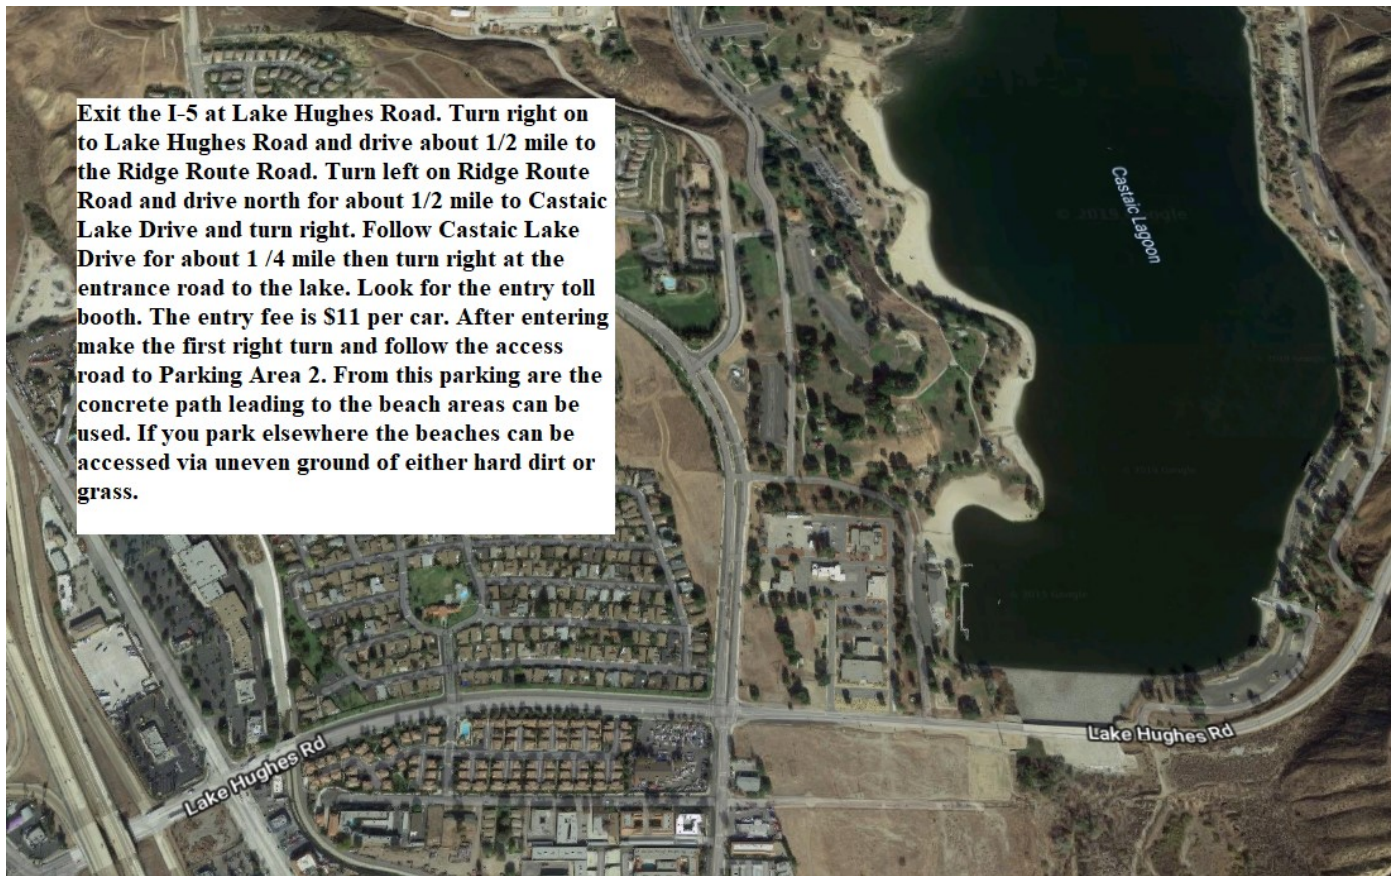 Exit the I-5 at Lake Hughes Road. Turn right on
to Lake Hughes Road and drive about 1/2 mile to
the Ridge Route Road. Turn left on Ridge Route
Road and drive north for about 1/2 mile to Castaic
Lake Drive and turn right. Follow Castaic Lake
Drive for about 1 /4 mile then turn right at the
entrance road to the lake. Look for the entry toll
booth. The entry fee is $11 per car. After entering
make the first right turn and follow the access
road to Parking Area 2. From this parking are the
concrete path leading to the beach areas can be
used. If you park elsewhere the beaches can be
accessed via uneven ground of either hard dirt or
grass.
Castaic Lagoon
© 2015 Google
© 2015 Google
Lake Hughes Rd
Lake Hughes Rd